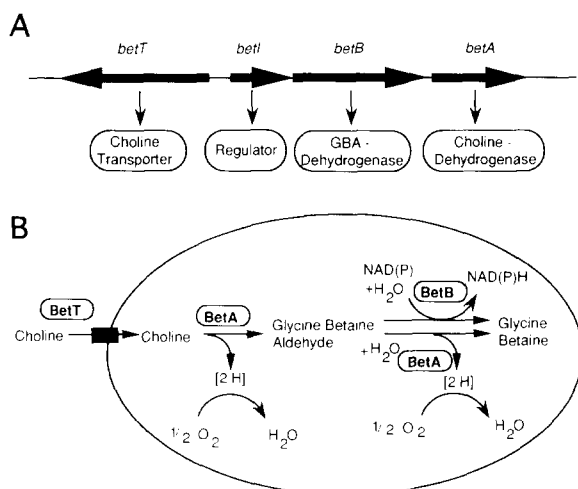 A
betT betI betB betA
Choline Transporter
Regulator
GBA - Dehydrogenase
Choline - Dehydrogenase
B
NAD(P) NAD(P)H
+H2O BetB
BetT BetA
Choline Choline Glycine Betaine Aldehyde Glycine Betaine
+H2O BetA
[2 H] [2 H]
1/2 O2 H2O 1/2 O2 H2O